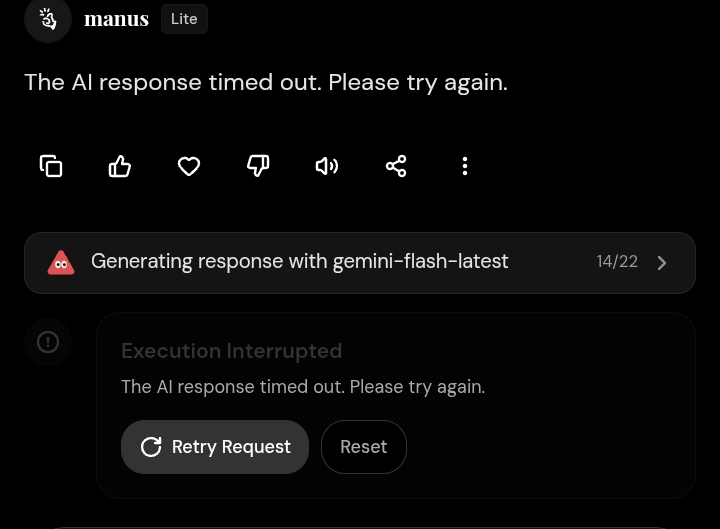 manus Lite
The AI response timed out. Please try again.
Generating response with gemini-flash-latest 14/22
Execution Interrupted
The AI response timed out. Please try again.
Retry Request Reset